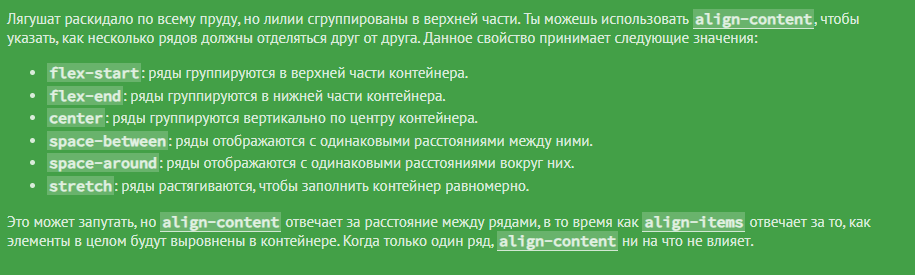 Лягушат раскидало по всему пруду, но лилии сгруппированы в верхней части. Ты можешь использовать align-content, чтобы
указать, как несколько рядов должны отделяться друг от друга. Данное свойство принимает следующие значения:
• flex-start: ряды группируются в верхней части контейнера.
• flex-end: ряды группируются в нижней части контейнера.
• center: ряды группируются вертикально по центру контейнера.
• space-between: ряды отображаются с одинаковыми расстояниями между ними.
• space-around: ряды отображаются с одинаковыми расстояниями вокруг них.
• stretch: ряды растягиваются, чтобы заполнить контейнер равномерно.
Это может запутать, но align-content отвечает за расстояние между рядами, в то время как align-items отвечает за то, как
элементы в целом будут выровнены в контейнере. Когда только один ряд, align-content ни на что не влияет.